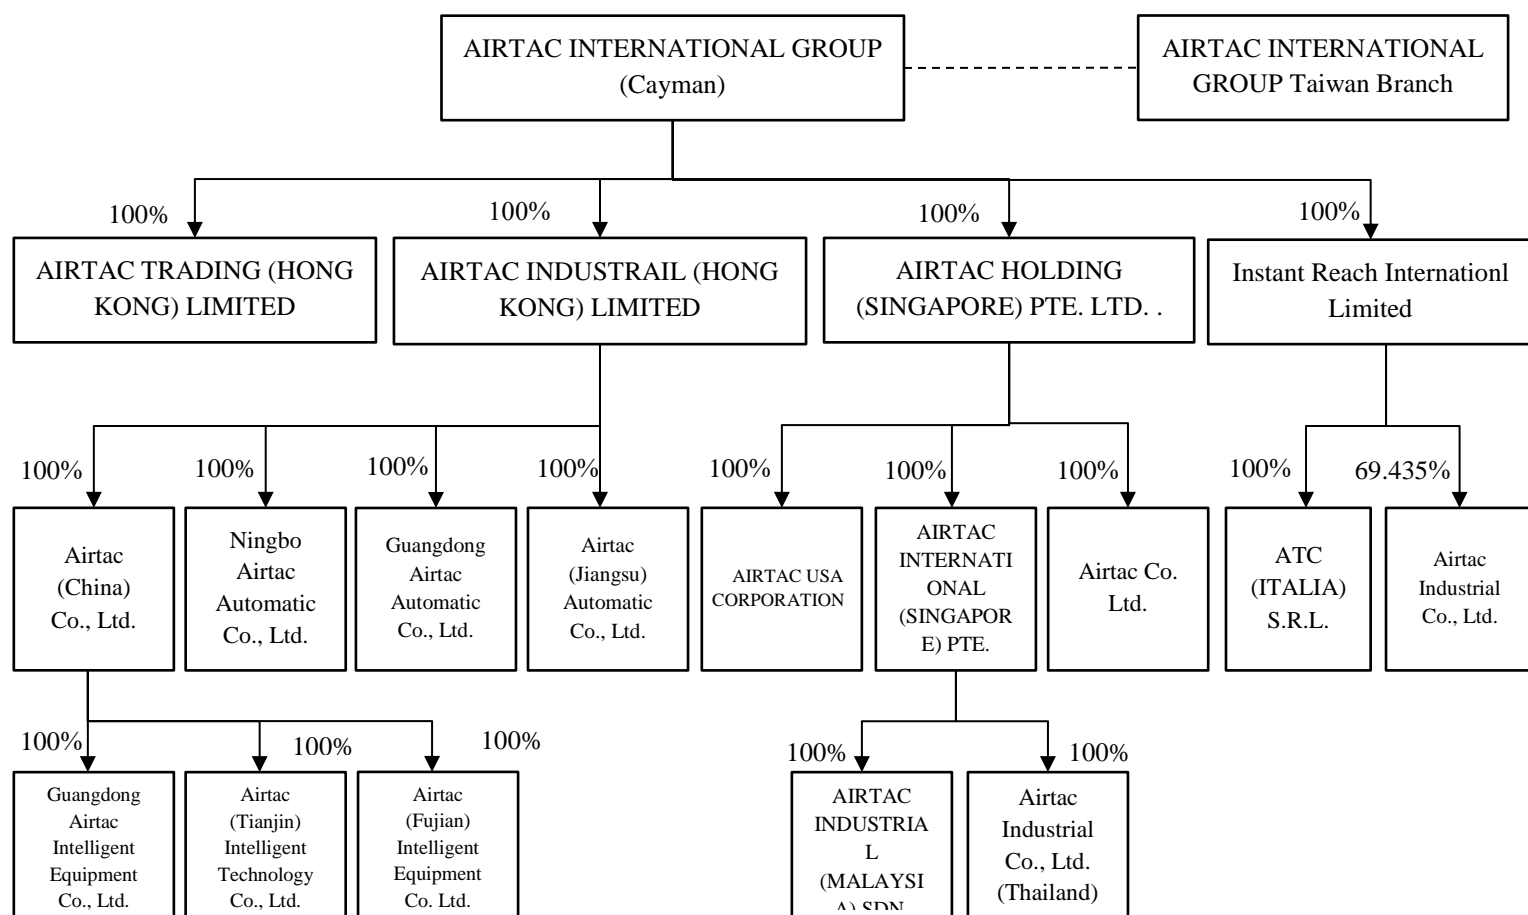 AIRTAC INTERNATIONAL GROUP
(Cayman)
AIRTAC INTERNATIONAL
GROUP Taiwan Branch
100%
100%
100%
100%
AIRTAC TRADING (HONG
KONG) LIMITED
AIRTAC INDUSTRAIL (HONG
KONG) LIMITED
AIRTAC HOLDING
(SINGAPORE) PTE. LTD. .
Instant Reach Internationl
Limited
100%
100%
100%
100%
100%
100%
100%
100%
69.435%
Airtac
(China)
Co., Ltd.
Ningbo
Airtac
Automatic
Co., Ltd.
Guangdong
Airtac
Automatic
Co., Ltd.
Airtac
(Jiangsu)
Automatic
Co., Ltd.
AIRTAC USA
CORPORATION
AIRTAC
INTERNATI
ONAL
(SINGAPOR
E) PTE.
Airtac Co.
Ltd.
ATC
(ITALIA)
S.R.L.
Airtac
Industrial
Co., Ltd.
100%
100%
100%
100%
100%
Guangdong
Airtac
Intelligent
Equipment
Co., Ltd.
Airtac
(Tianjin)
Intelligent
Technology
Co., Ltd.
Airtac
(Fujian)
Intelligent
Equipment
Co. Ltd.
AIRTAC
INDUSTRIA
L
(MALAYSI
A) SDN
Airtac
Industrial
Co., Ltd.
(Thailand)